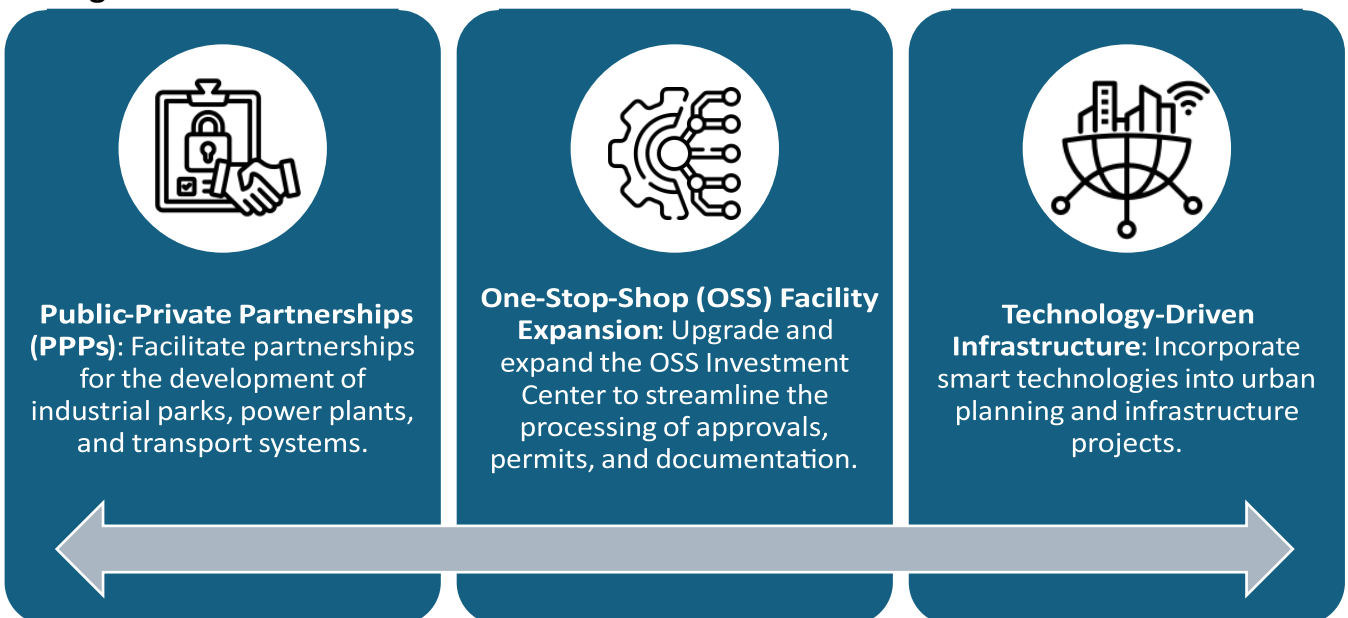 Public-Private Partnerships
(PPPs): Facilitate partnerships
for the development of
industrial parks, power plants,
and transport systems.
One-Stop-Shop (OSS) Facility
Expansion: Upgrade and
expand the OSS Investment
Center to streamline the
processing of approvals,
permits, and documentation.
Technology-Driven
Infrastructure: Incorporate
smart technologies into urban
planning and infrastructure
projects.